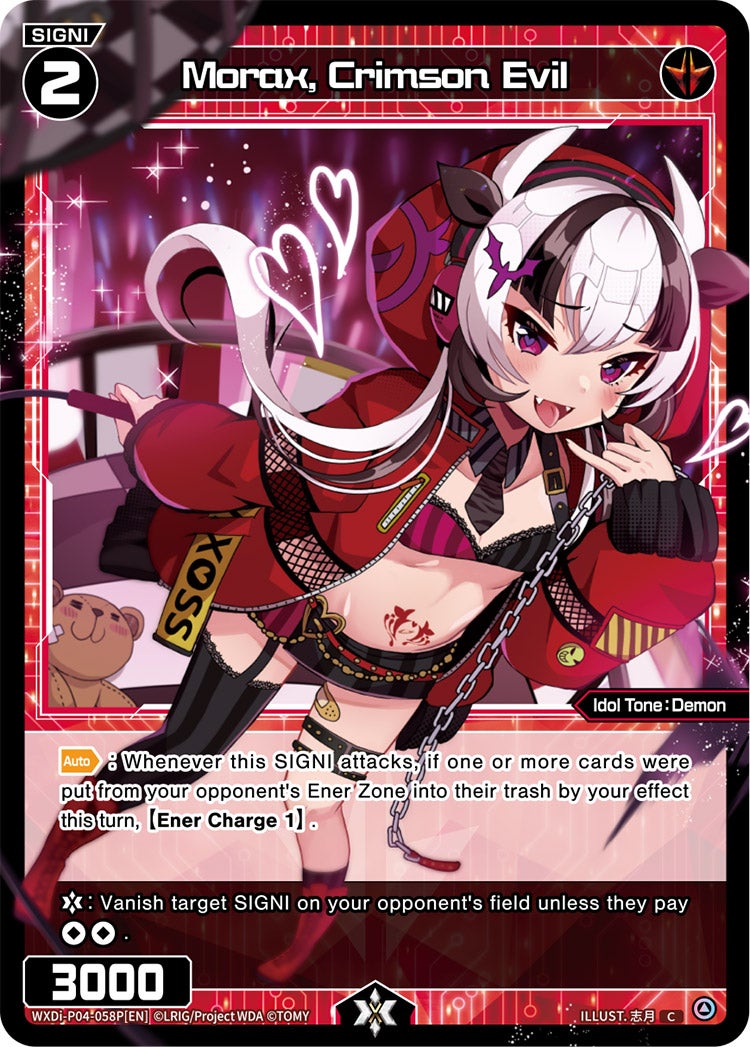 SIGNI
2
Morax, Crimson Evil
XOSS
Idol Tone:Demon
Auto : Whenever this SIGNI attacks, if one or more cards were
put from your opponent's Ener Zone into their trash by your effect
this turn, 【Ener Charge 1】.
: Vanish target SIGNI on your opponent's field unless they pay
.
3000
WXDi-P04-058P[EN] ©LRIG/Project WDA ©TOMY
ILLUST. 志月 C